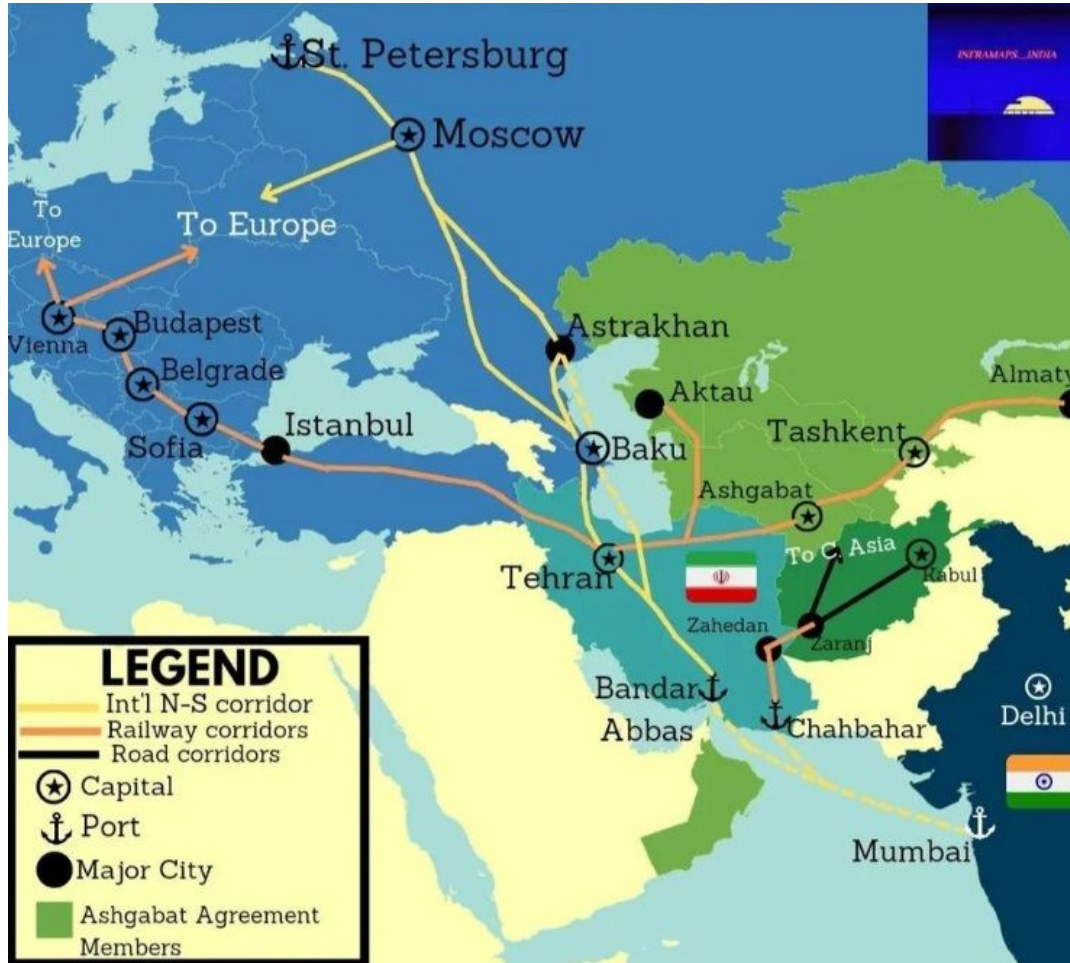 INFRAMAPS_INDIA
St. Petersburg
Moscow
To
Europe
To Europe
Vienna
Budapest
Belgrade
Sofia
Istanbul
Astrakhan
Aktau
Almaty
Baku
Tashkent
Ashgabat
Tehran
To C. Asia
Kabul
Zahedan
Zaranj
Bandar
Abbas
Chahbahar
Delhi
Mumbai
LEGEND
Int'l N-S corridor
Railway corridors
Road corridors
Capital
Port
Major City
Ashgabat Agreement
Members